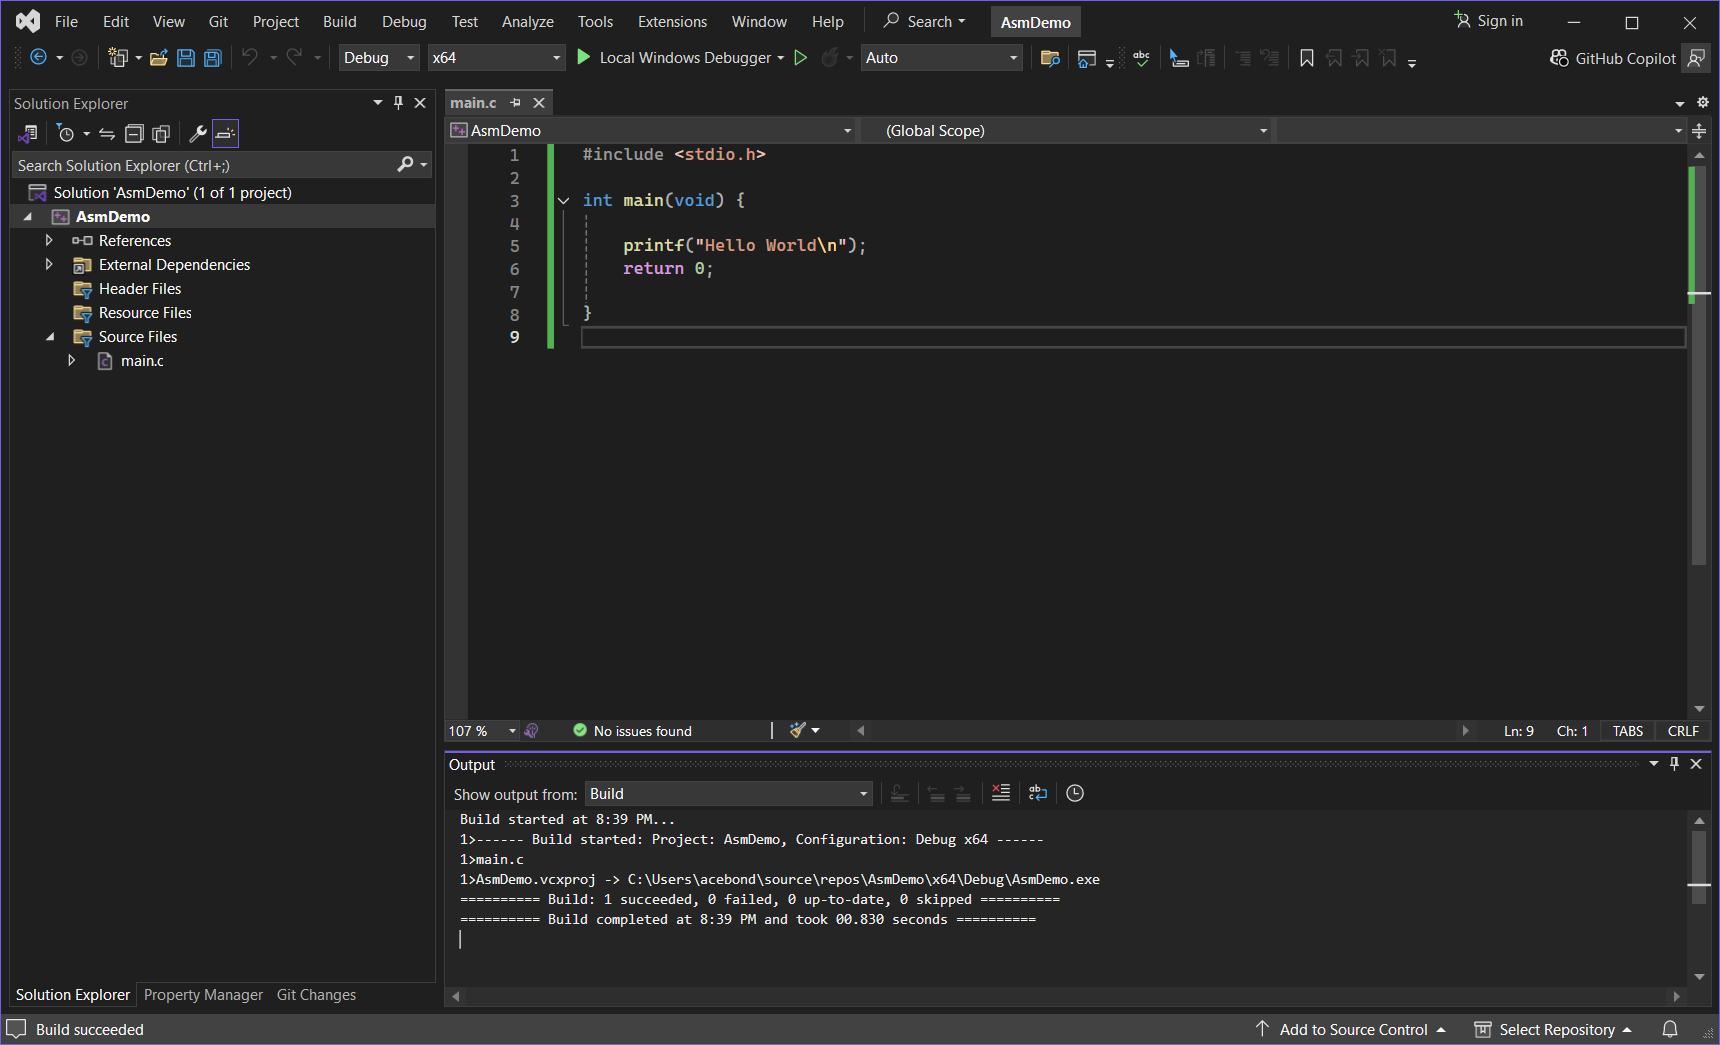 File Edit View Git Project Build Debug Test Analyze Tools Extensions Window Help Search AsmDemo Sign in
Debug x64 Local Windows Debugger Auto GitHub Copilot
Solution Explorer
Search Solution Explorer (Ctrl+;)
Solution 'AsmDemo' (1 of 1 project)
AsmDemo
References
External Dependencies
Header Files
Resource Files
Source Files
main.c
Solution Explorer Property Manager Git Changes
main.c
AsmDemo (Global Scope)
1 #include <stdio.h>
2
3 int main(void) {
4
5 printf("Hello World\n");
6 return 0;
7
8 }
9
107 % No issues found Ln: 9 Ch: 1 TABS CRLF
Output
Show output from: Build
Build started at 8:39 PM...
1>------ Build started: Project: AsmDemo, Configuration: Debug x64 ------
1>main.c
1>AsmDemo.vcxproj -> C:\Users\acebond\source\repos\AsmDemo\x64\Debug\AsmDemo.exe
========== Build: 1 succeeded, 0 failed, 0 up-to-date, 0 skipped ==========
========== Build completed at 8:39 PM and took 00.830 seconds ==========
Build succeeded Add to Source Control Select Repository